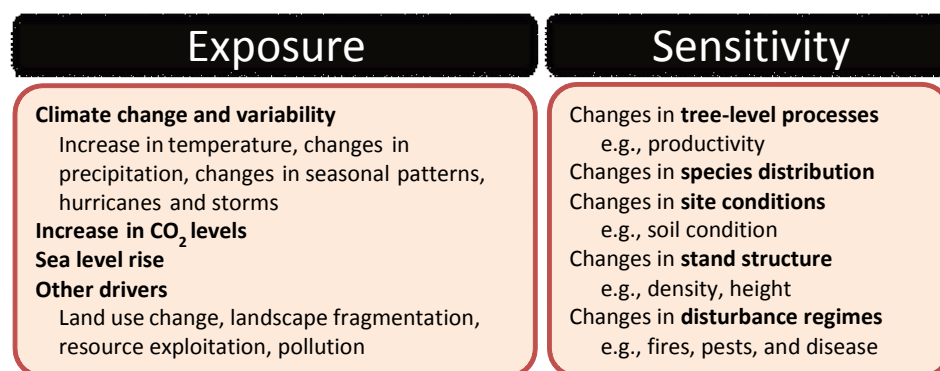 Exposure
Climate change and variability
Increase in temperature, changes in
precipitation, changes in seasonal patterns,
hurricanes and storms
Increase in CO2 levels
Sea level rise
Other drivers
Land use change, landscape fragmentation,
resource exploitation, pollution
Sensitivity
Changes in tree-level processes
e.g., productivity
Changes in species distribution
Changes in site conditions
e.g., soil condition
Changes in stand structure
e.g., density, height
Changes in disturbance regimes
e.g., fires, pests, and disease